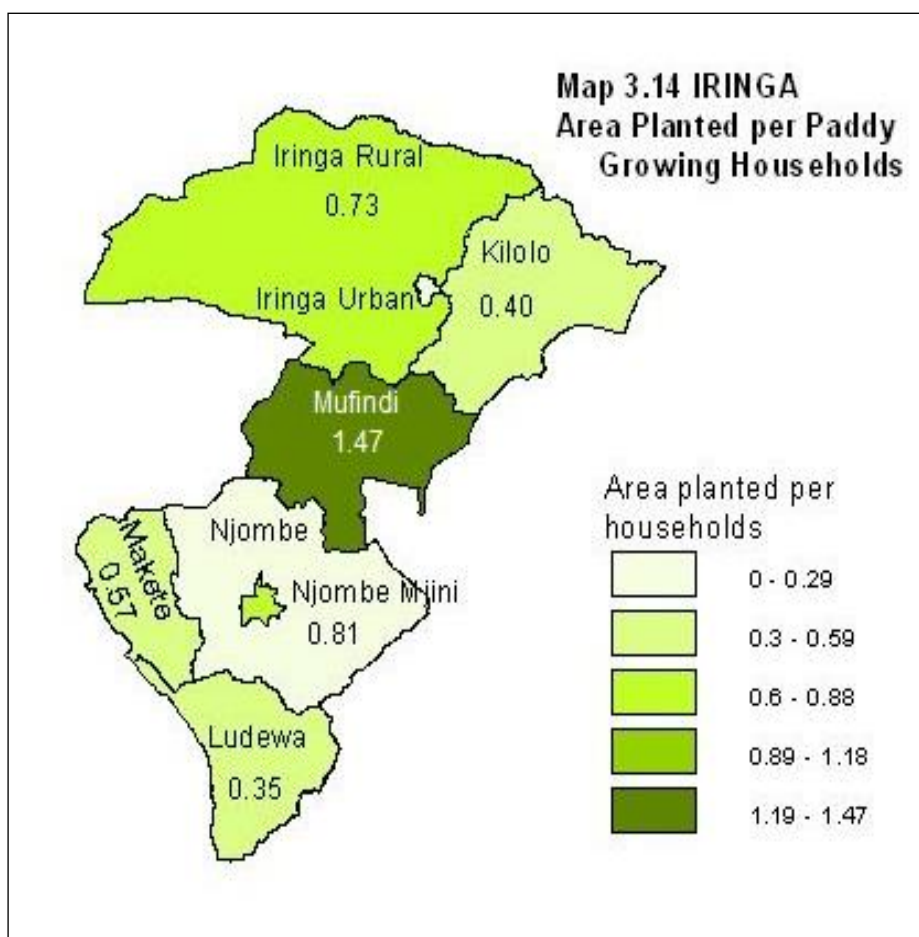 Map 3.14 IRINGA
Area Planted per Paddy
Growing Households
Iringa Rural
0.73
Kilolo
0.40
Iringa Urban
Mufindi
1.47
Njombe
Makete
0.57
Njombe Mjini
0.81
Ludewa
0.35
Area planted per
households
0 - 0.29
0.3 - 0.59
0.6 - 0.88
0.89 - 1.18
1.19 - 1.47